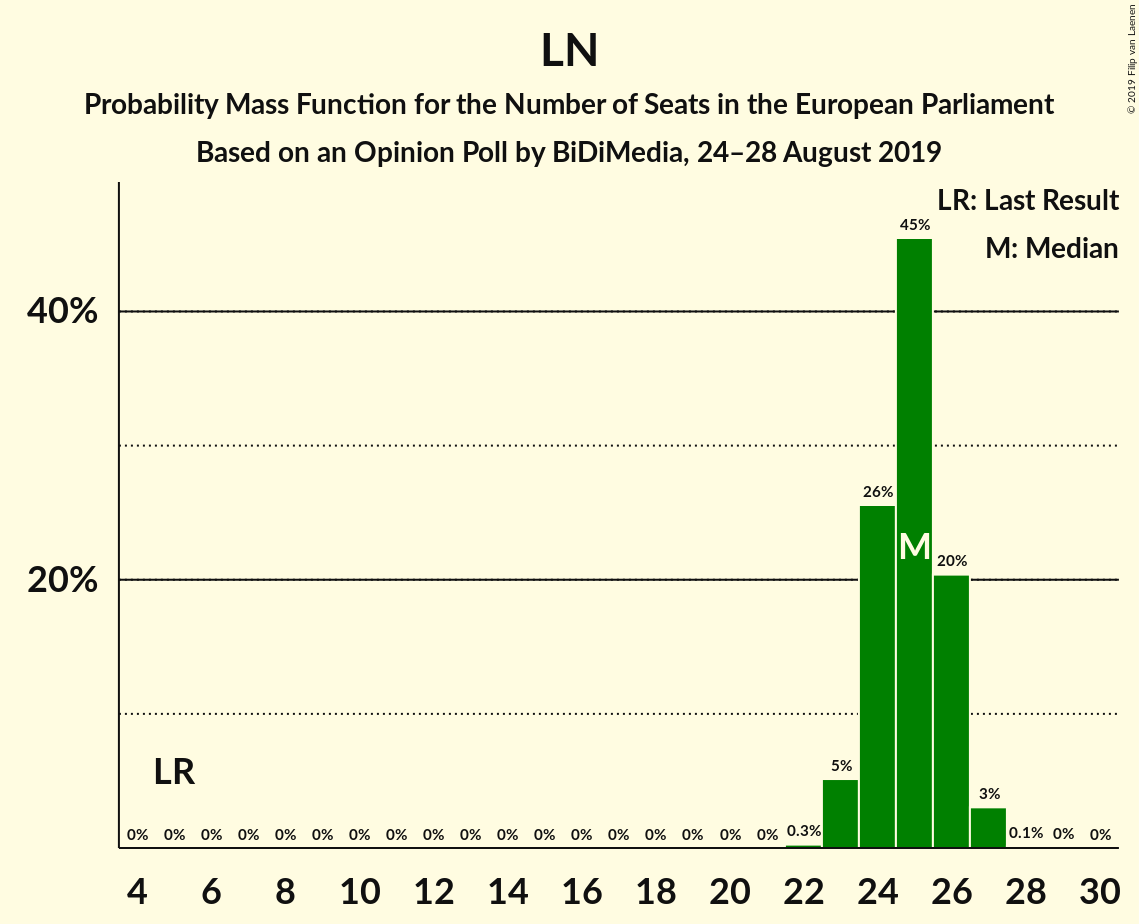 LN
Probability Mass Function for the Number of Seats in the European Parliament
Based on an Opinion Poll by BiDiMedia, 24–28 August 2019
© 2019 Filip van Laenen
LR: Last Result
M: Median
45%
40%
26%
M
20%
20%
5%
LR
3%
0% 0% 0% 0% 0% 0% 0% 0% 0% 0% 0% 0% 0% 0% 0% 0% 0% 0% 0.3% 0.1% 0% 0%
4 6 8 10 12 14 16 18 20 22 24 26 28 30